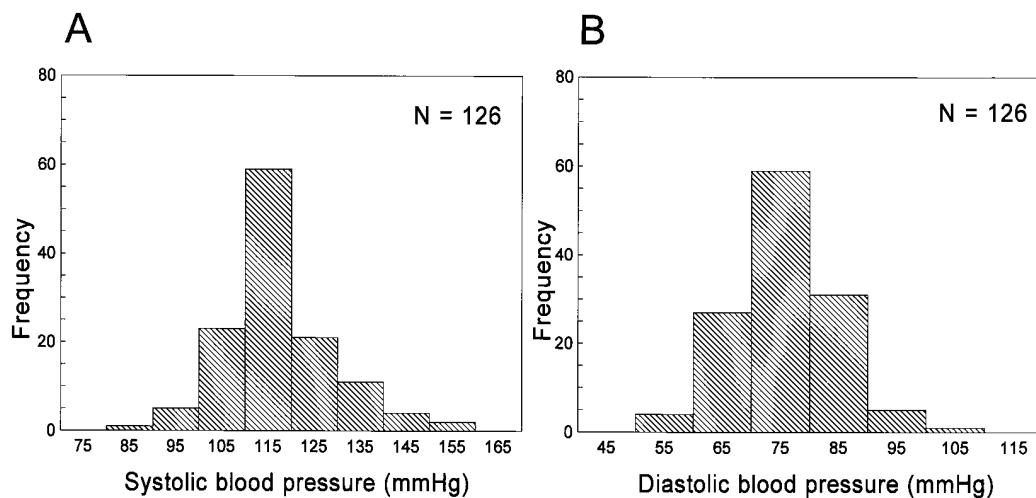 A
80
60
40
20
0
Frequency
N = 126
75 85 95 105 115 125 135 145 155 165
Systolic blood pressure (mmHg)
B
80
60
40
20
0
Frequency
N = 126
45 55 65 75 85 95 105 115
Diastolic blood pressure (mmHg)